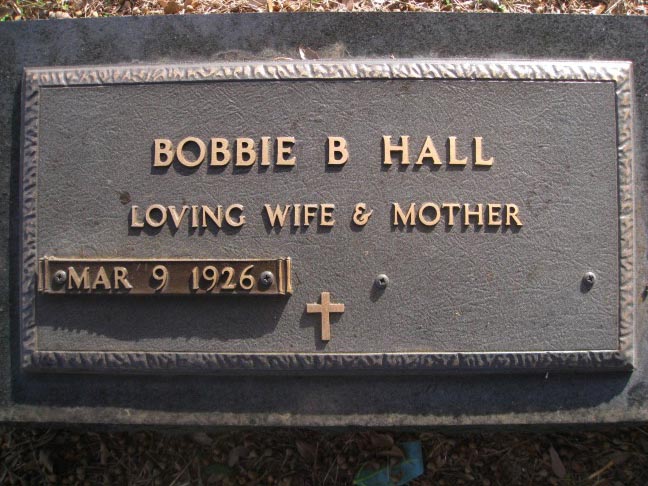 BOBBIE B HALL
LOVING WIFE & MOTHER
MAR 9 1926